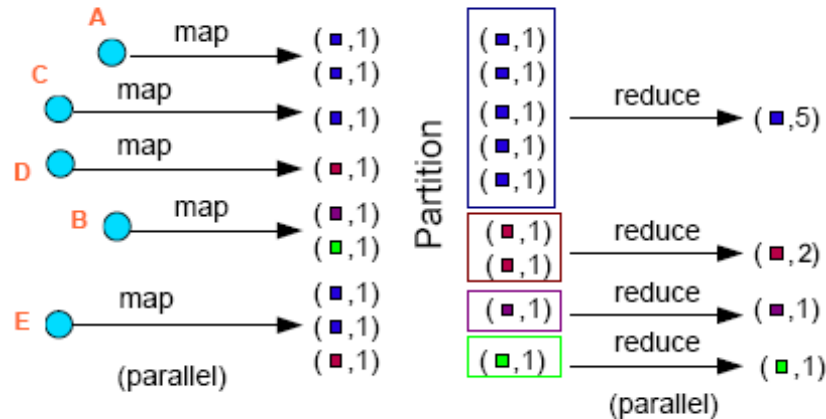 A
map
( ,1)
( ,1)
C
map
( ,1)
D
map
( ,1)
B
map
( ,1)
( ,1)
E
map
( ,1)
( ,1)
( ,1)
(parallel)
Partition
( ,1)
( ,1)
( ,1)
( ,1)
( ,1)
reduce
( ,5)
( ,1)
( ,1)
reduce
( ,2)
( ,1)
reduce
( ,1)
( ,1)
reduce
( ,1)
(parallel)